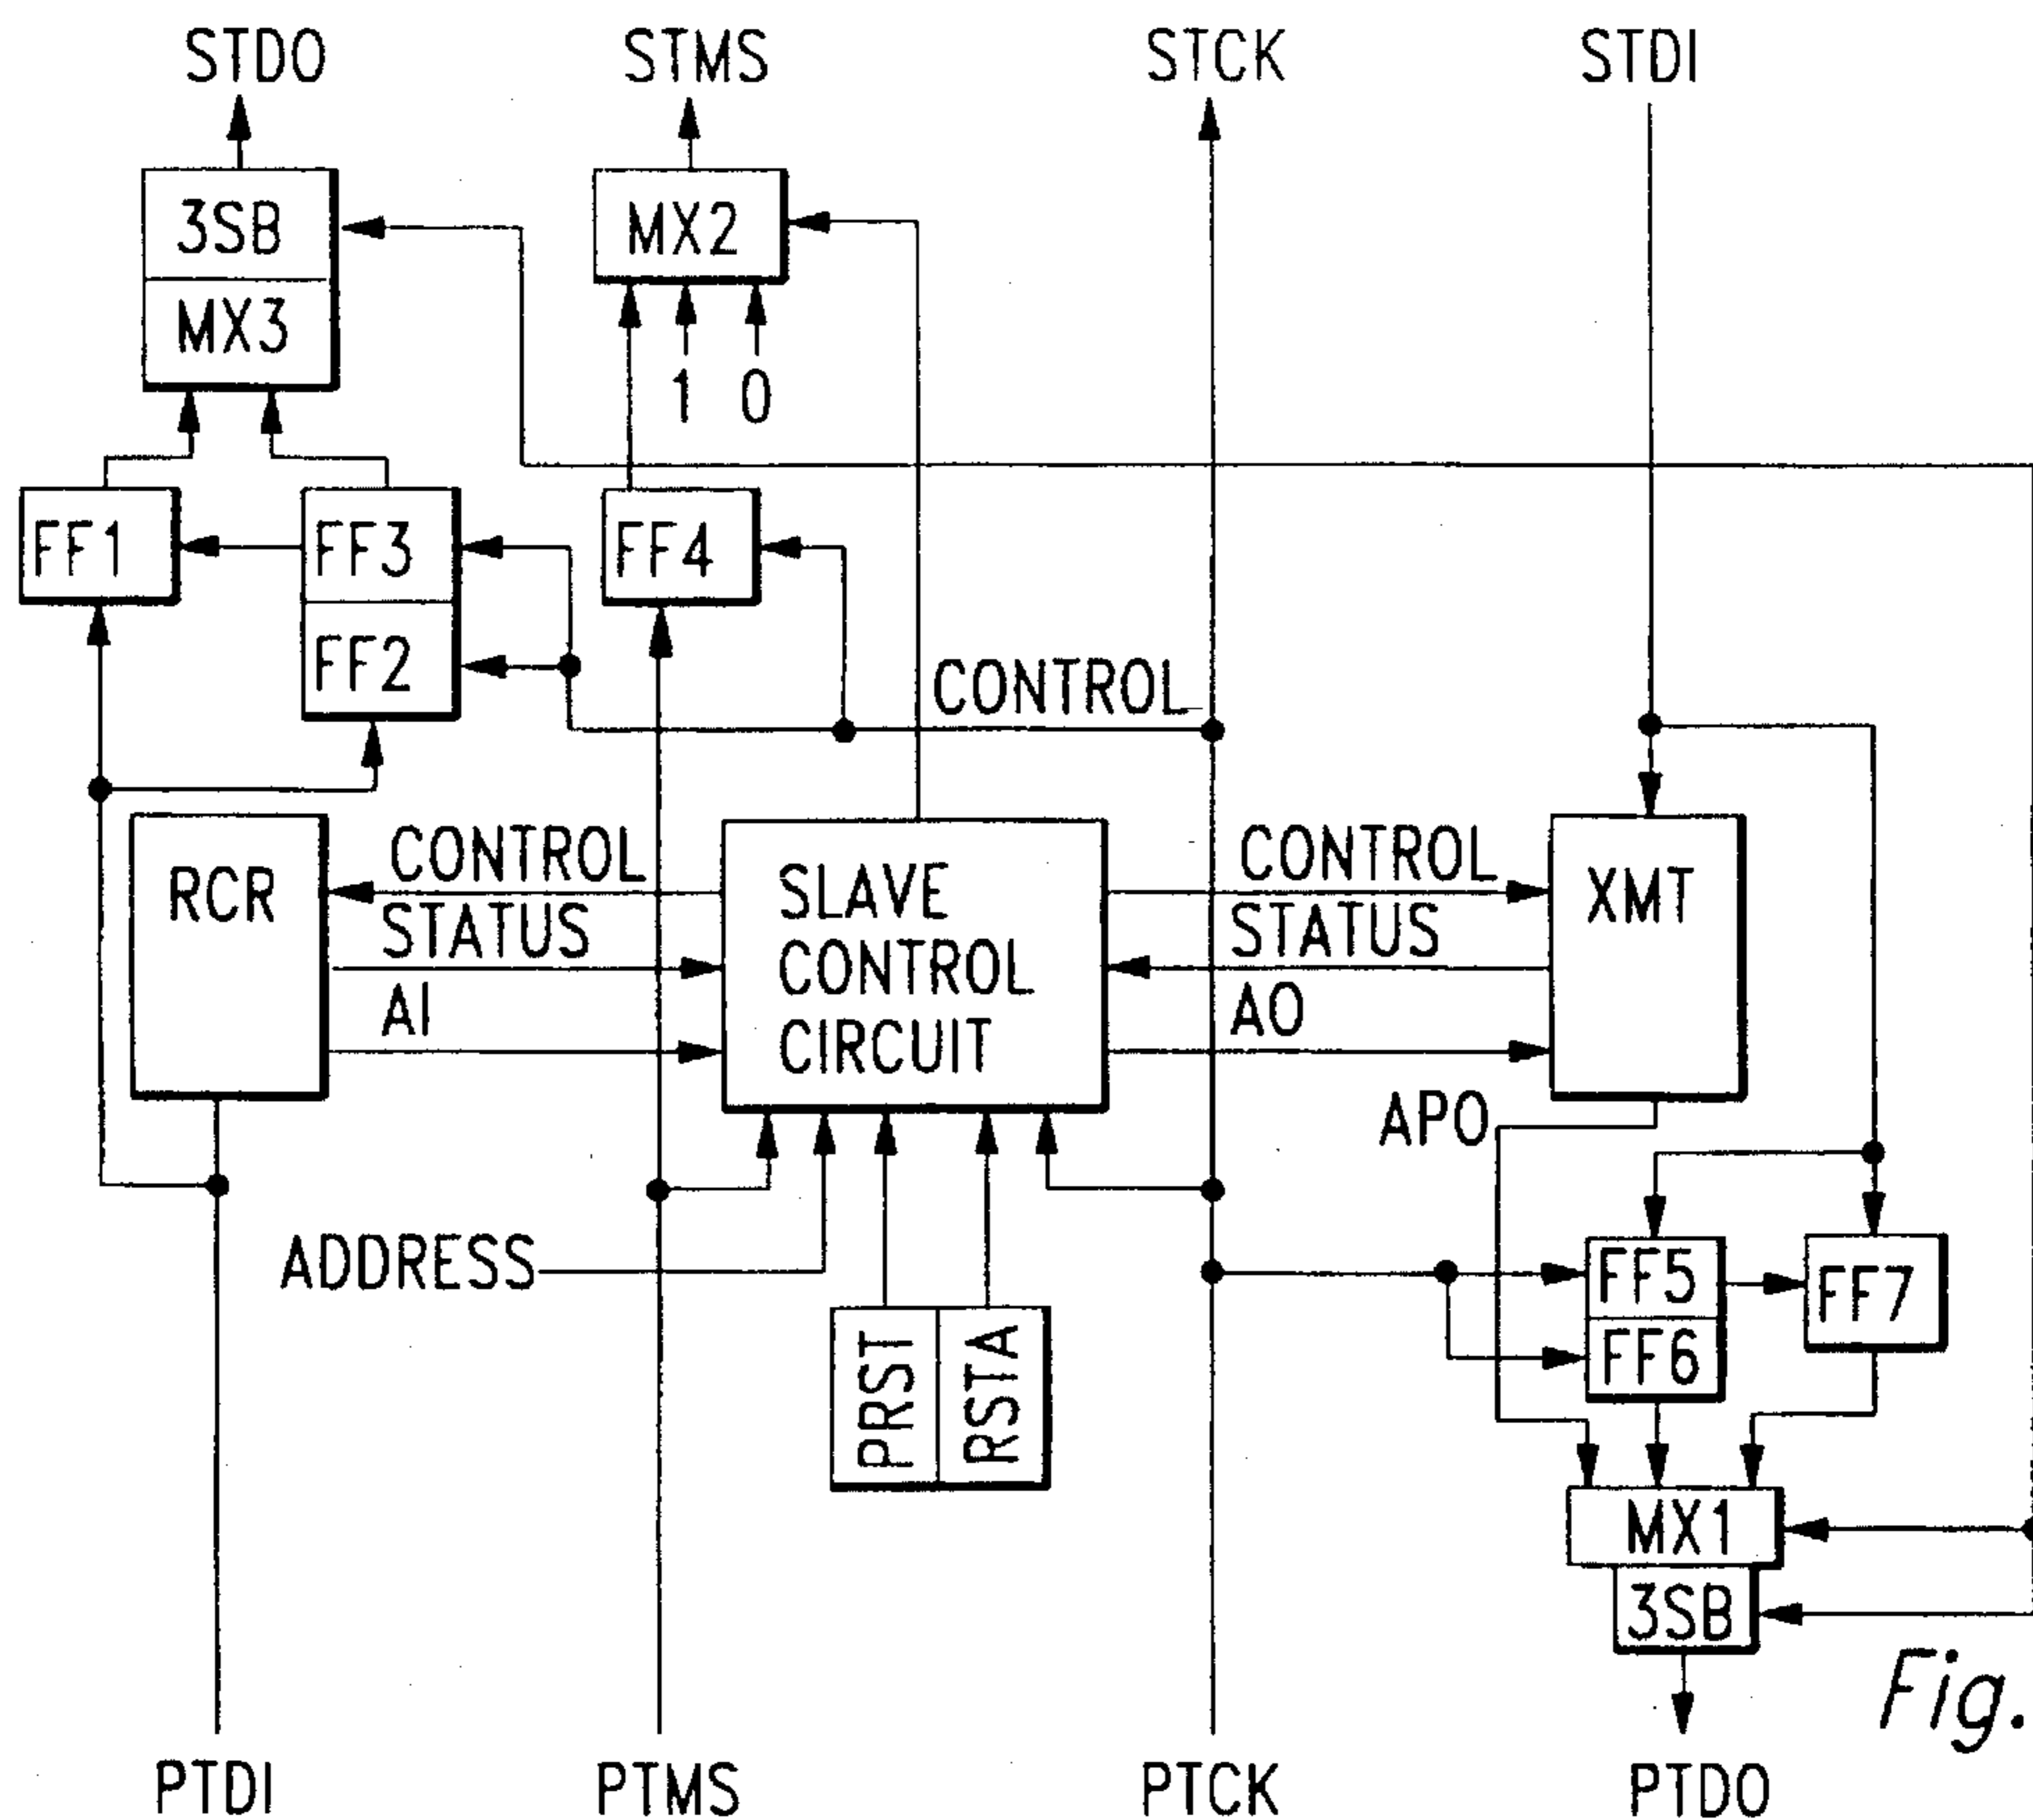 STDO STMS STCK STDI
3SB MX2
MX3
1 0
FF1 FF3 FF4
FF2 CONTROL
RCR CONTROL SLAVE CONTROL XMT
STATUS CONTROL STATUS
AI CIRCUIT AO
APO
ADDRESS FF5 FF7
PRST RSTA FF6
MX1
3SB
Fig.
PTDI PTMS PTCK PTDO